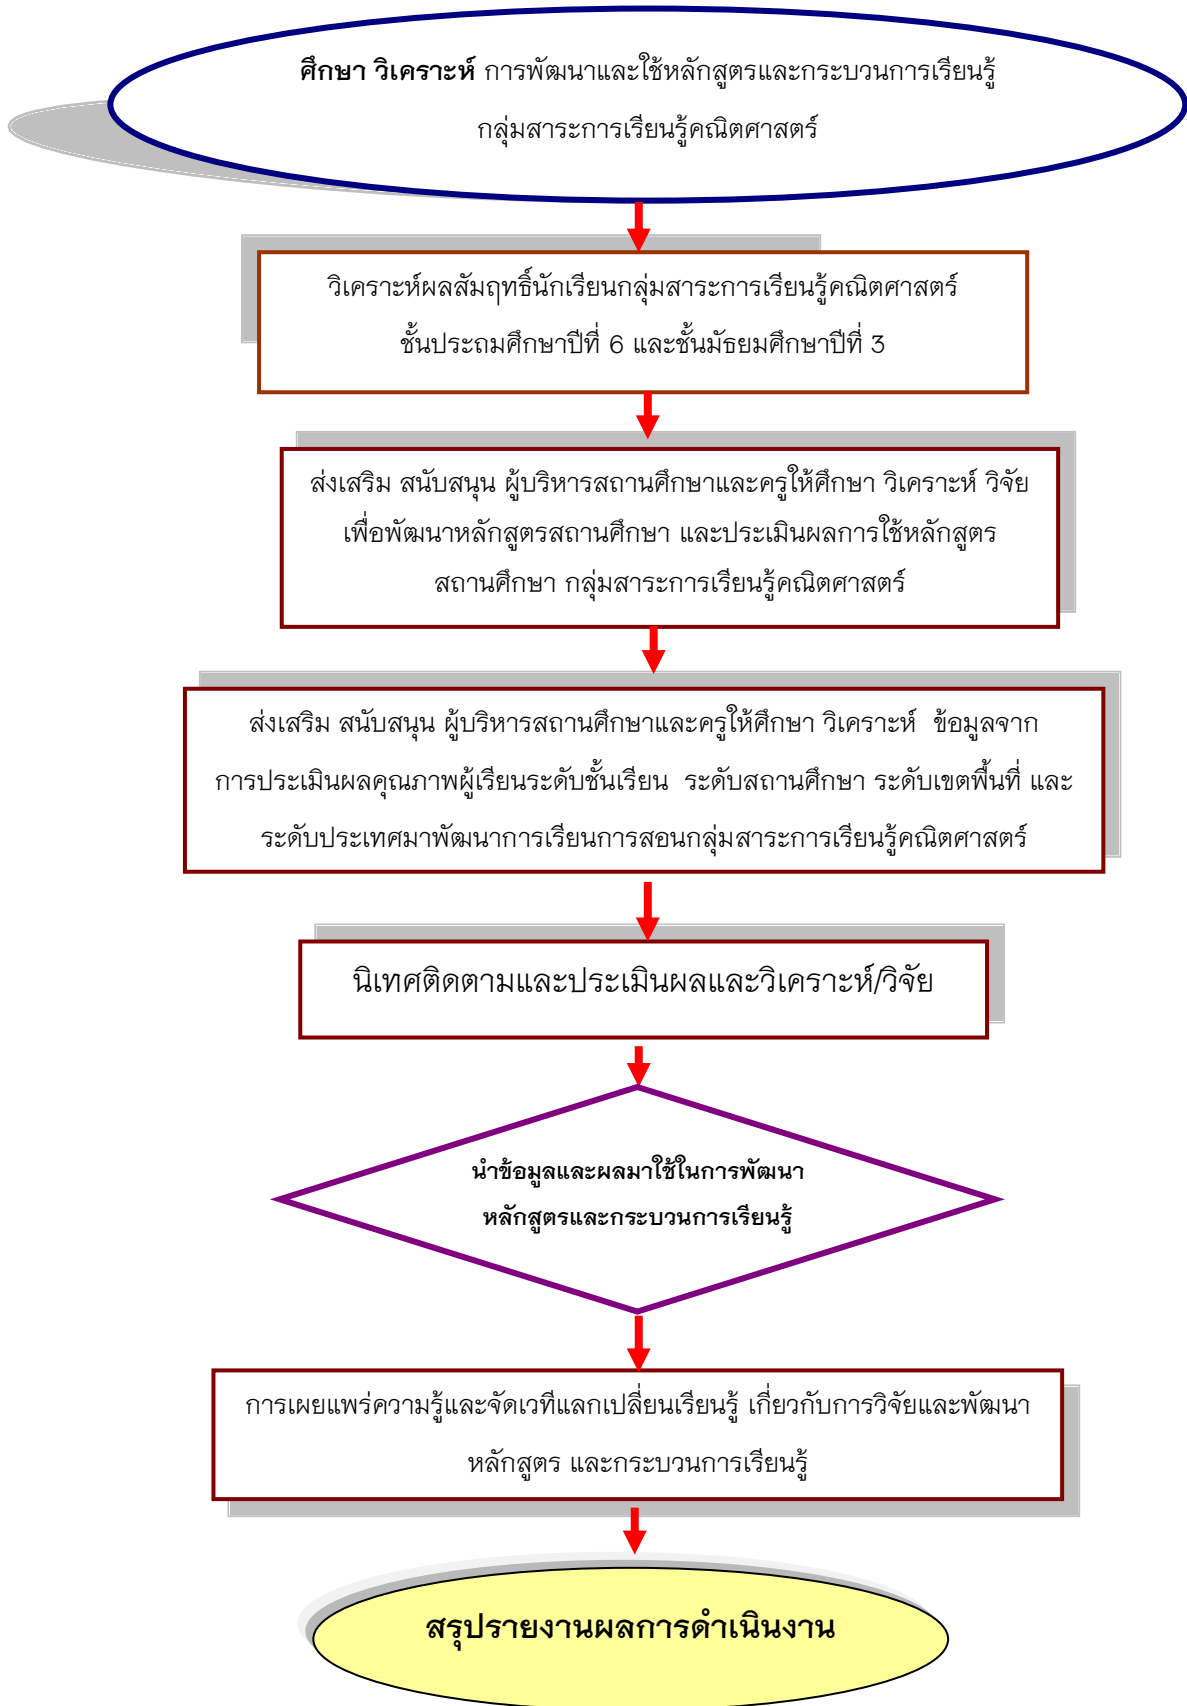 ศึกษา วิเคราะห์ การพัฒนาและใช้หลักสูตรและกระบวนการเรียนรู้
กลุ่มสาระการเรียนรู้คณิตศาสตร์
วิเคราะห์ผลสัมฤทธิ์นักเรียนกลุ่มสาระการเรียนรู้คณิตศาสตร์
ชั้นประถมศึกษาปีที่ 6 และชั้นมัธยมศึกษาปีที่ 3
ส่งเสริม สนับสนุน ผู้บริหารสถานศึกษาและครูให้ศึกษา วิเคราะห์ วิจัย
เพื่อพัฒนาหลักสูตรสถานศึกษา และประเมินผลการใช้หลักสูตร
สถานศึกษา กลุ่มสาระการเรียนรู้คณิตศาสตร์
ส่งเสริม สนับสนุน ผู้บริหารสถานศึกษาและครูให้ศึกษา วิเคราะห์ ข้อมูลจาก
การประเมินผลคุณภาพผู้เรียนระดับชั้นเรียน ระดับสถานศึกษา ระดับเขตพื้นที่ และ
ระดับประเทศมาพัฒนาการเรียนการสอนกลุ่มสาระการเรียนรู้คณิตศาสตร์
นิเทศติดตามและประเมินผลและวิเคราะห์/วิจัย
นำข้อมูลและผลมาใช้ในการพัฒนา
หลักสูตรและกระบวนการเรียนรู้
การเผยแพร่ความรู้และจัดเวทีแลกเปลี่ยนเรียนรู้ เกี่ยวกับการวิจัยและพัฒนา
หลักสูตร และกระบวนการเรียนรู้
สรุปรายงานผลการดำเนินงาน